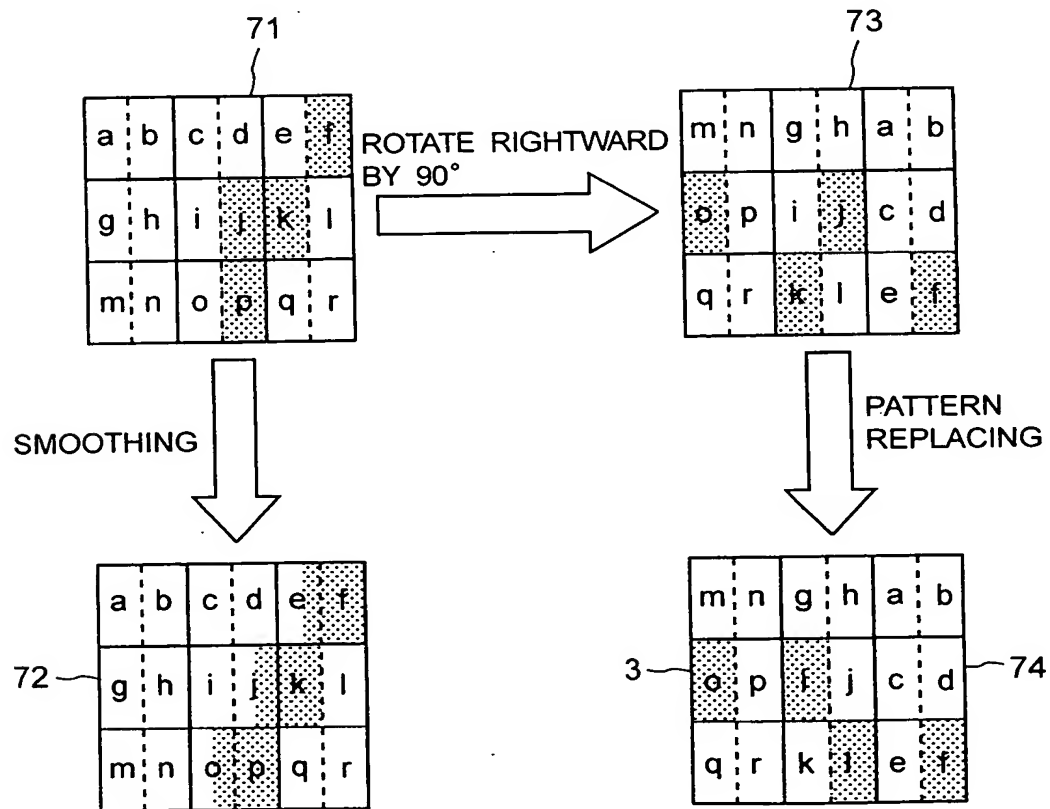 71
73
a b c d e f
g h i j k l
m n o p q r
ROTATE RIGHTWARD
BY 90°
m n g h a b
o p i j c d
q r k l e f
SMOOTHING
PATTERN
REPLACING
72
a b c d e f
g h i j k l
m n o p q r
3
74
m n g h a b
o p i j c d
q r k l e f